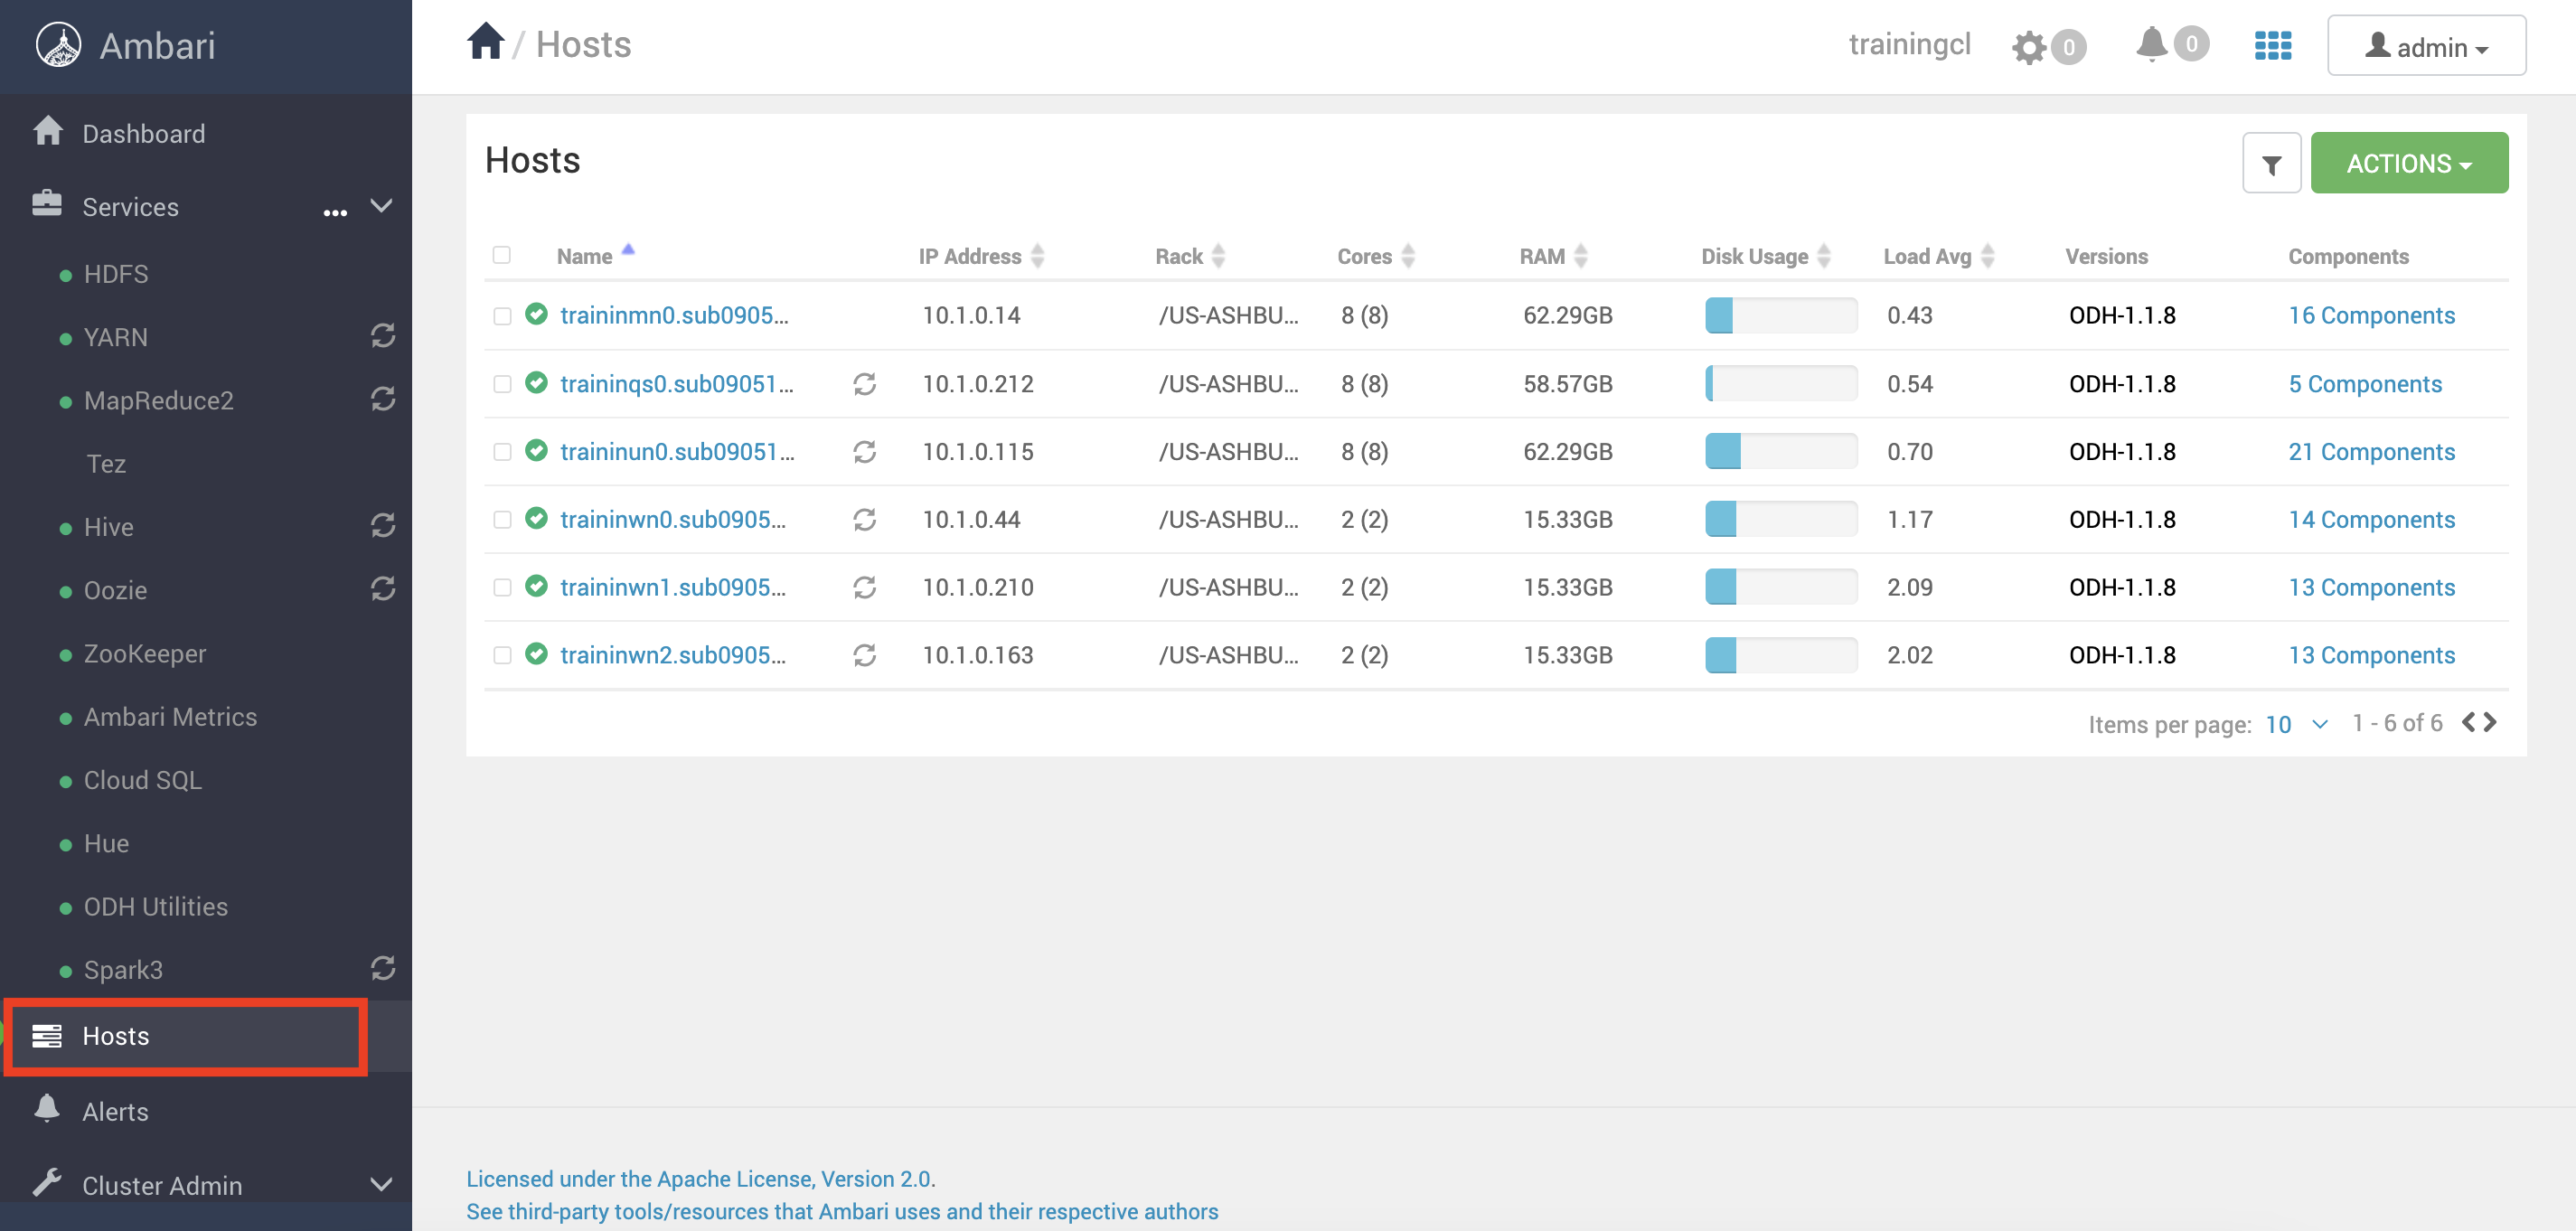 Ambari
/ Hosts
trainingcl
0
0
admin
Dashboard
Services
...
HDFS
YARN
MapReduce2
Tez
Hive
Oozie
ZooKeeper
Ambari Metrics
Cloud SQL
Hue
ODH Utilities
Spark3
Hosts
Alerts
Cluster Admin
Hosts
ACTIONS
Name IP Address Rack Cores RAM Disk Usage Load Avg Versions Components
traininmn0.sub0905... 10.1.0.14 /US-ASHBU... 8 (8) 62.29GB 0.43 ODH-1.1.8 16 Components
traininqs0.sub09051... 10.1.0.212 /US-ASHBU... 8 (8) 58.57GB 0.54 ODH-1.1.8 5 Components
traininun0.sub09051... 10.1.0.115 /US-ASHBU... 8 (8) 62.29GB 0.70 ODH-1.1.8 21 Components
traininwn0.sub0905... 10.1.0.44 /US-ASHBU... 2 (2) 15.33GB 1.17 ODH-1.1.8 14 Components
traininwn1.sub0905... 10.1.0.210 /US-ASHBU... 2 (2) 15.33GB 2.09 ODH-1.1.8 13 Components
traininwn2.sub0905... 10.1.0.163 /US-ASHBU... 2 (2) 15.33GB 2.02 ODH-1.1.8 13 Components
Items per page: 10 1 - 6 of 6
Licensed under the Apache License, Version 2.0.
See third-party tools/resources that Ambari uses and their respective authors